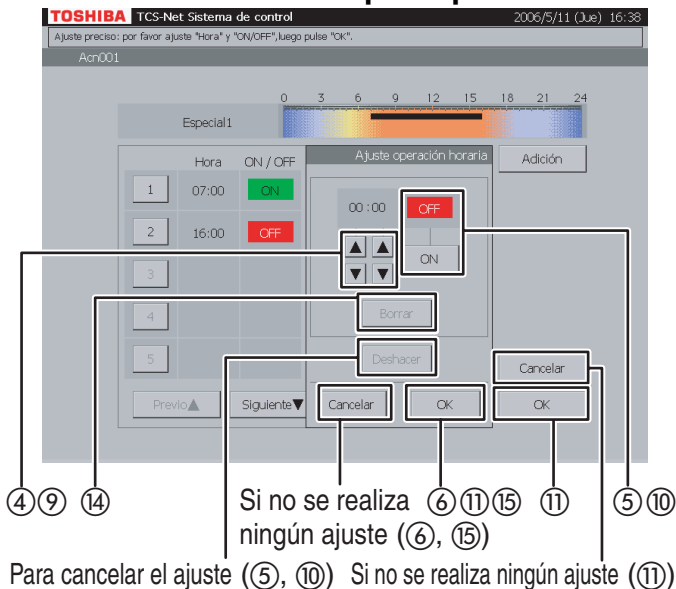 TOSHIBA TCS-Net Sistema de control 2006/5/11 (Jue) 16:38
Ajuste preciso: por favor ajuste "Hora" y "ON/OFF",luego pulse "OK".
Acn001
0 3 6 9 12 15 18 21 24
Especial1
Hora ON / OFF
Ajuste operación horaria
Adición
1 07:00 ON
00 : 00 OFF
2 16:00 OFF
▲ ▲ ON
3 ▼ ▼
4 Borrar
5 Deshacer
Cancelar
Previo▲ Siguiente▼ Cancelar OK OK
④⑨ ⑭ Si no se realiza ⑥⑪⑮ ⑪ ⑤⑩
ningún ajuste (⑥, ⑮)
Para cancelar el ajuste (⑤, ⑩) Si no se realiza ningún ajuste (⑪)